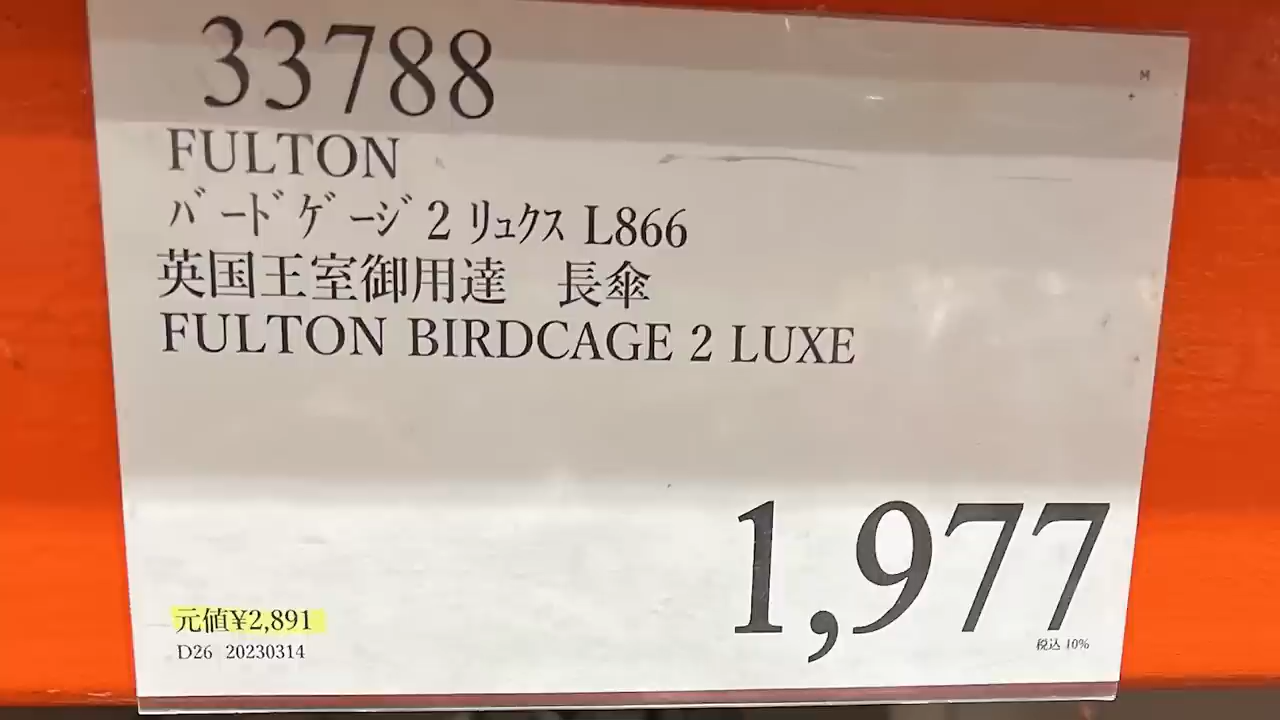 M
+
33788
FULTON
ﾊﾞｰﾄﾞｹﾞｰｼﾞ 2 ﾘｭｸｽ L866
英国王室御用達　長傘
FULTON BIRDCAGE 2 LUXE
1,977
税込 10%
元値¥2,891
D26 20230314